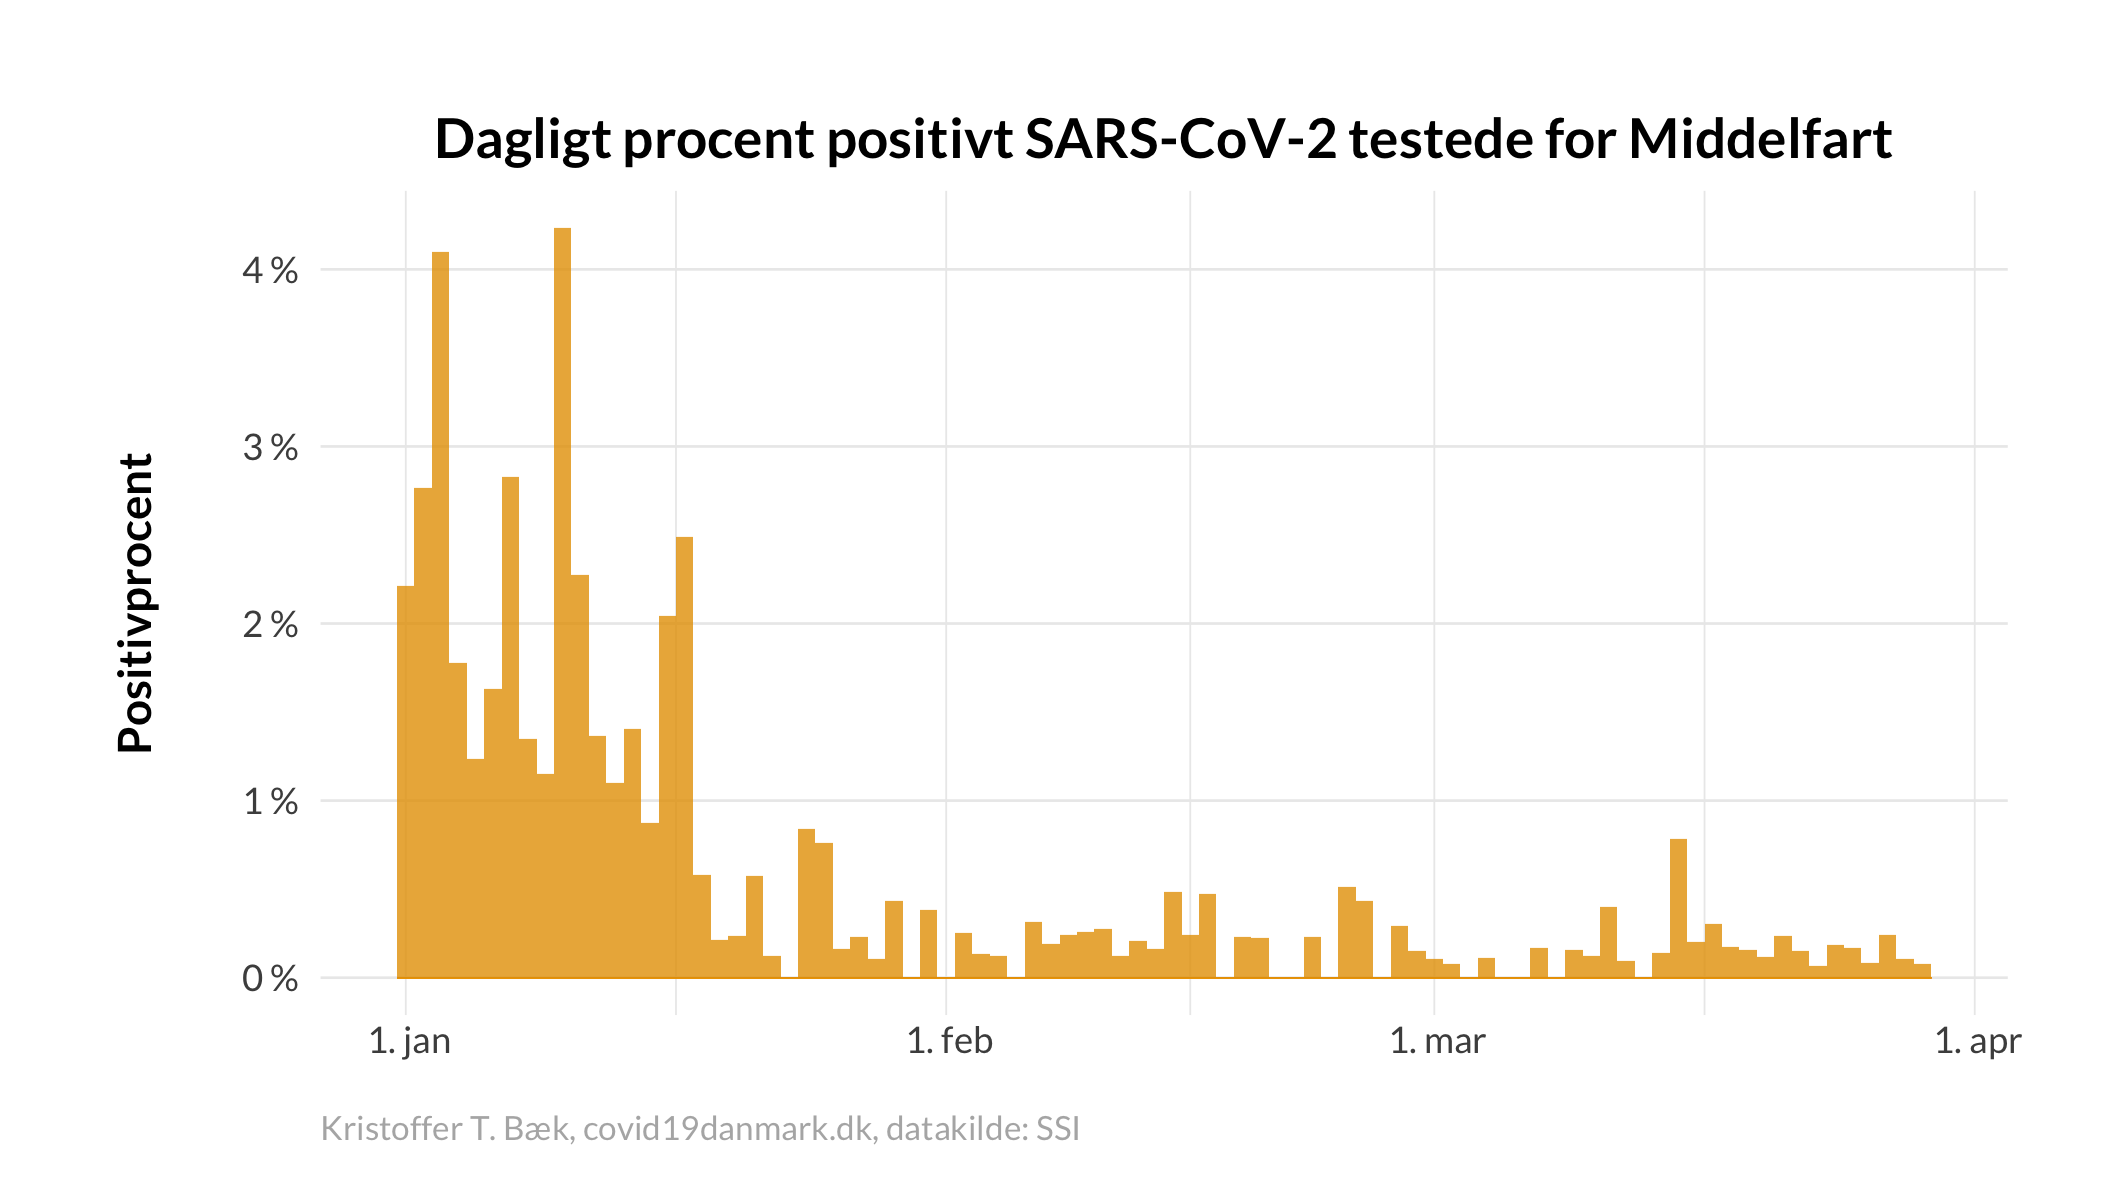 Dagligt procent positivt SARS-CoV-2 testede for Middelfart
Positivprocent
4 %
3 %
2 %
1 %
0 %
1. jan
1. feb
1. mar
1. apr
Kristoffer T. Bæk, covid19danmark.dk, datakilde: SSI